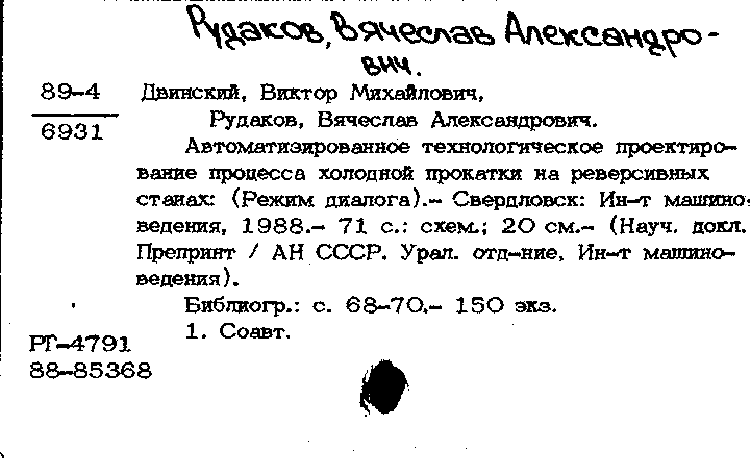 Рудаков, Вячеслав Александро-
вич.
89-4 Двинский, Виктор Михайлович,
6931 Рудаков, Вячеслав Александрович.
Автоматизированное технологическое проектиро-
вание процесса холодной прокатки на реверсивных
станах: (Режим диалога).- Свердловск: Ин-т машино-
ведения, 1988.- 71 с.: схем.; 20 см.- (Науч. докл.
Препринт / АН СССР. Урал. отд-ние, Ин-т машино-
ведения).
Библиогр.: с. 68-70.- 150 экз.
1. Соавт.
РГ-4791
88-85368